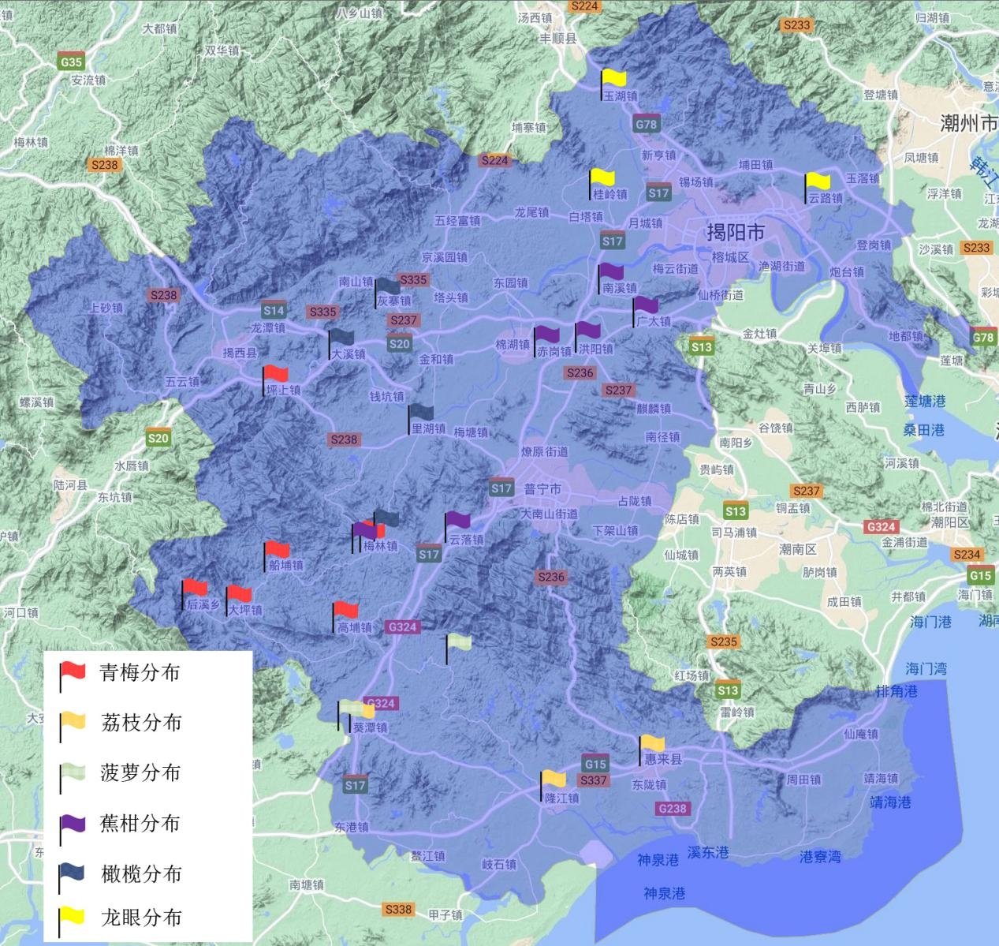 S224
八乡山镇
汤西镇
归湖镇
大都镇
S233
丰顺县
双华镇
G35
安流镇
玉湖镇
登塘镇
潮州市
G78
埔寨镇
梅林镇
棉洋镇
新亨镇
凤塘镇
S238
S224
埔田镇
韩江
桂岭镇
锡场镇
云路镇
玉滘镇
S17
浮洋镇
五经富镇
龙尾镇
白塔镇
月城镇
揭阳市
S17
登岗镇
沙溪镇
S233
京溪园镇
榕城区
梅云街道
渔湖街道
炮台镇
南山镇
S335
东园镇
南溪镇
S238
灰寨镇
塔头镇
仙桥街道
上砂镇
S14
S335
S237
广太镇
龙潭镇
金灶镇
地都镇
G78
揭西县
大溪镇
S20
棉湖镇
赤岗镇
洪阳镇
S13
关埠镇
金和镇
莲塘
五云镇
坪上镇
S236
S237
钱坑镇
青山乡
螺溪镇
麒麟镇
西胪镇
莲塘港
S20
S238
里湖镇
梅塘镇
南径镇
谷饶镇
桑田港
南阳乡
燎原街道
水唇镇
贵屿镇
河溪镇
陆河县
S17
普宁市
S237
东坑镇
占陇镇
铜盂镇
棉北街道
大南山街道
陈店镇
S13
潮阳区
云落镇
下架山镇
司马浦镇
G324
梅林镇
金浦街道
S17
仙城镇
潮南区
S234
船埔镇
S236
两英镇
胪岗镇
G15
后溪乡
大坪镇
井都镇
海门镇
河口镇
成田镇
高埔镇
G324
海门港
S235
青梅分布
海门湾
红场镇
G324
S13
排角港
荔枝分布
葵潭镇
雷岭镇
仙庵镇
惠来县
菠萝分布
G15
S17
S337
东陇镇
周田镇
靖海镇
隆江镇
靖海港
G238
蕉柑分布
东港镇
溪东港
鳌江镇
神泉港
港寮湾
岐石镇
橄榄分布
南塘镇
神泉港
S338
甲子镇
龙眼分布